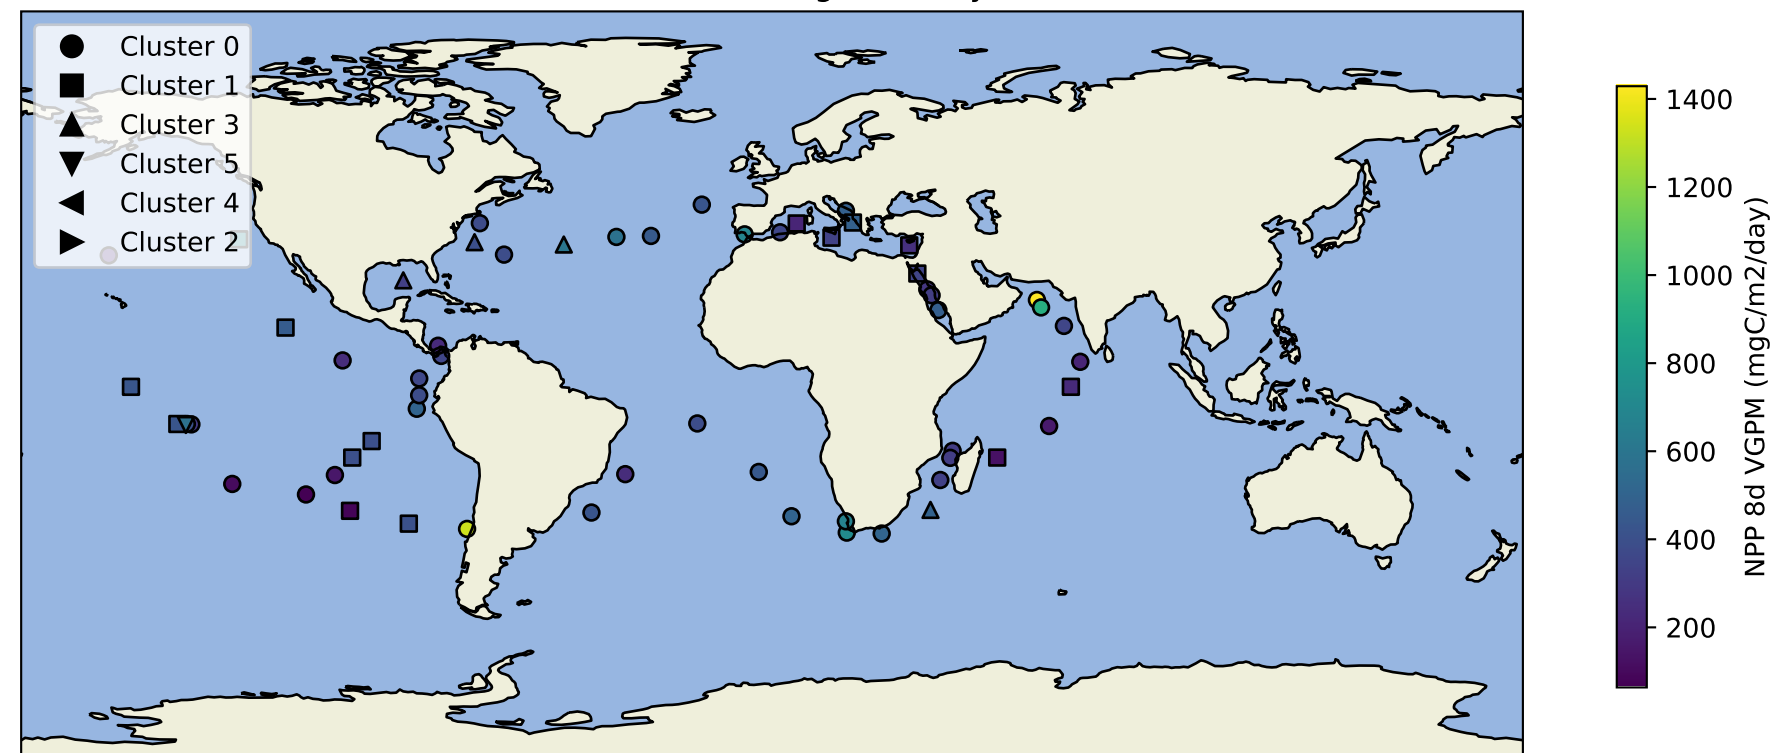 Cluster 0
Cluster 1
Cluster 3
Cluster 5
Cluster 4
Cluster 2
1400
1200
1000
800
600
400
200
NPP 8d VGPM (mgC/m2/day)